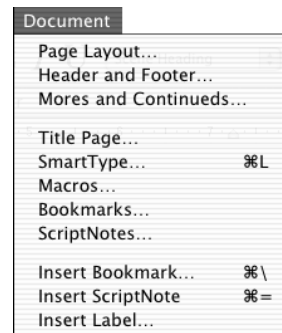 Document
Page Layout...
Header and Footer...
Mores and Continueds...
Title Page...
SmartType... ⌘L
Macros...
Bookmarks...
ScriptNotes...
Insert Bookmark... ⌘\
Insert ScriptNote ⌘=
Insert Label...